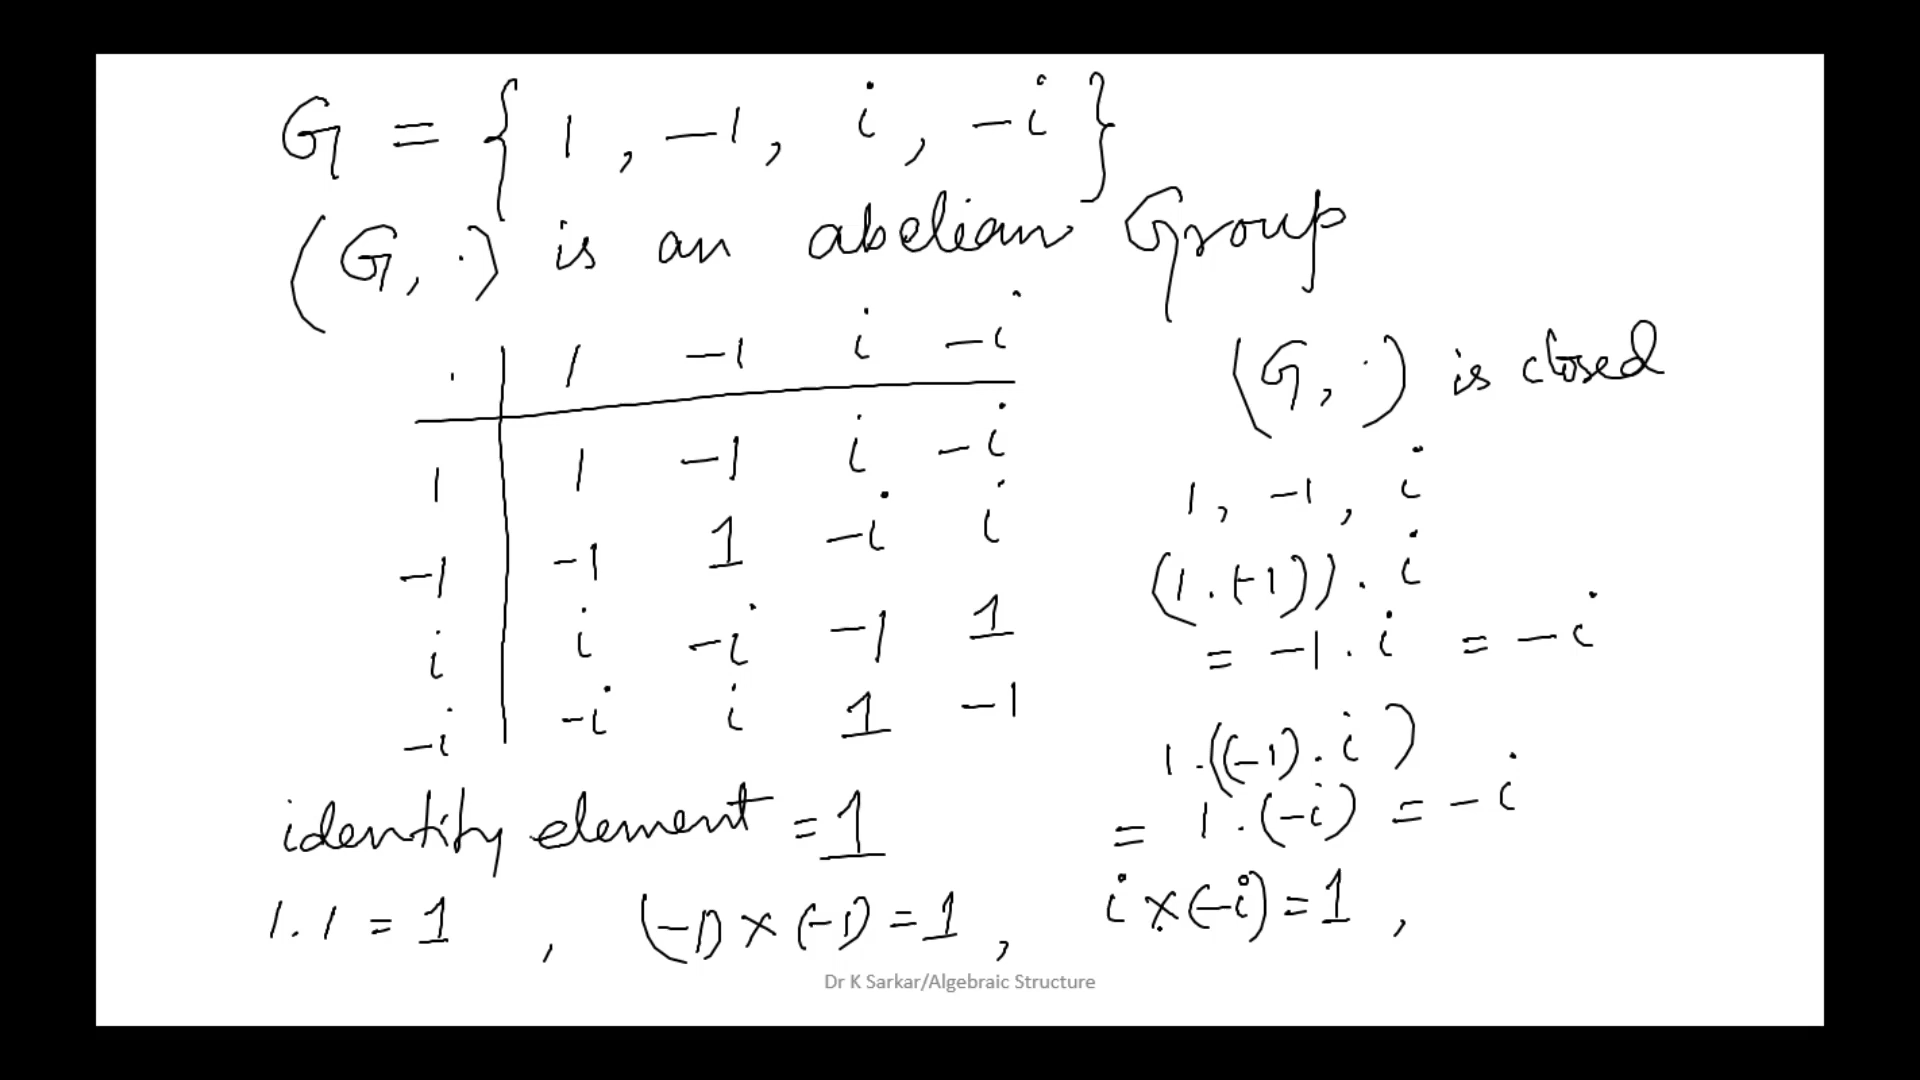 G = { 1 , -1 , i , -i }
(G, ·) is an abelian Group
· | 1 -1 i -i
1 | 1 -1 i -i
-1 | -1 1 -i i
i | i -i -1 1
-i | -i i 1 -1
identity element = 1
1 . 1 = 1 , (-1) × (-1) = 1 , i × (-i) = 1 ,
(G, ·) is closed
1 , -1 , i
(1 . (-1)) . i
= -1 . i = -i
1 . ((-1) . i )
= 1 . (-i) = -i
Dr K Sarkar/Algebraic Structure